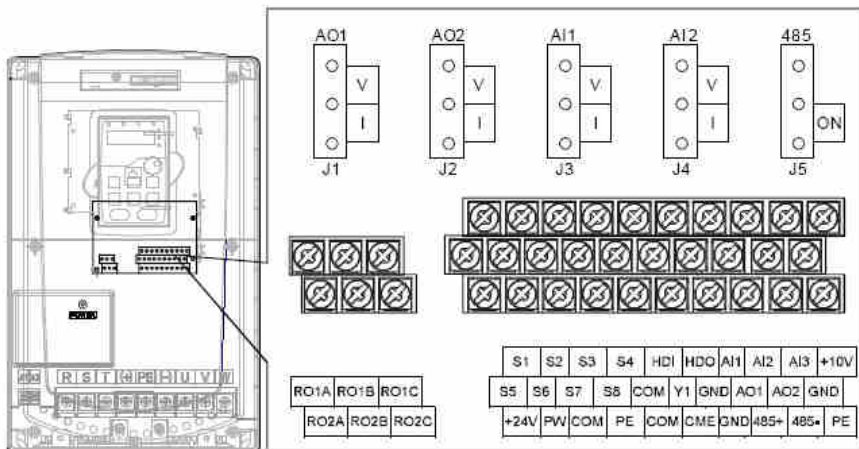 AO1 AO2 AI1 AI2 485
V V V V
I I I I ON
J1 J2 J3 J4 J5
R S T (+) PB (-) U V W
S1 S2 S3 S4 HDI HDO AI1 AI2 AI3 +10V
RO1A RO1B RO1C
S5 S6 S7 S8 COM Y1 GND AO1 AO2 GND
RO2A RO2B RO2C
+24V PW COM PE COM CME GND 485+ 485- PE